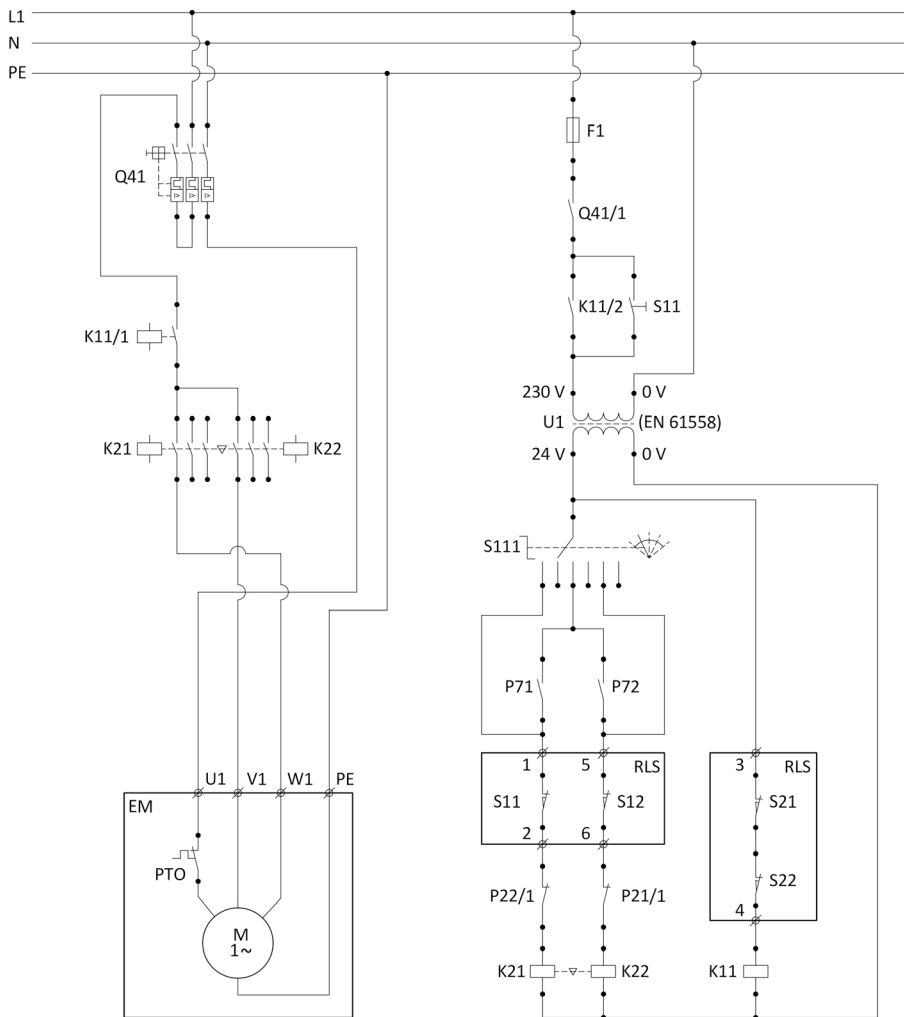 L1
N
PE
F1
Q41
Q41/1
K11/2 S11
K11/1
230 V 0 V
U1 (EN 61558)
K21 K22
24 V 0 V
S111
P71 P72
1 5 RLS 3 RLS
U1 V1 W1 PE
EM
S11 S12 S21
2 6
PTO
S22
P22/1 P21/1
4
M
1~
K21 K22 K11